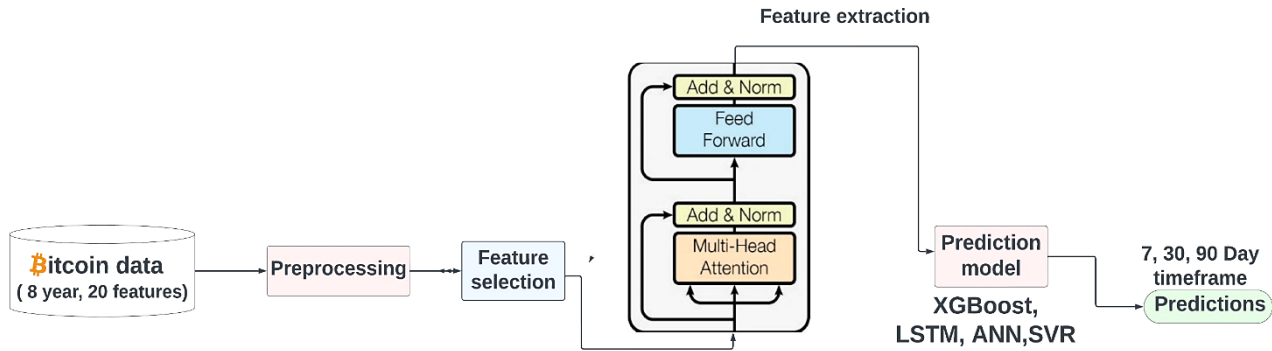 Feature extraction
Add & Norm
Feed
Forward
Add & Norm
Multi-Head
Attention
₿itcoin data
( 8 year, 20 features)
Preprocessing
Feature
selection
Prediction
model
XGBoost,
LSTM, ANN,SVR
7, 30, 90 Day
timeframe
Predictions